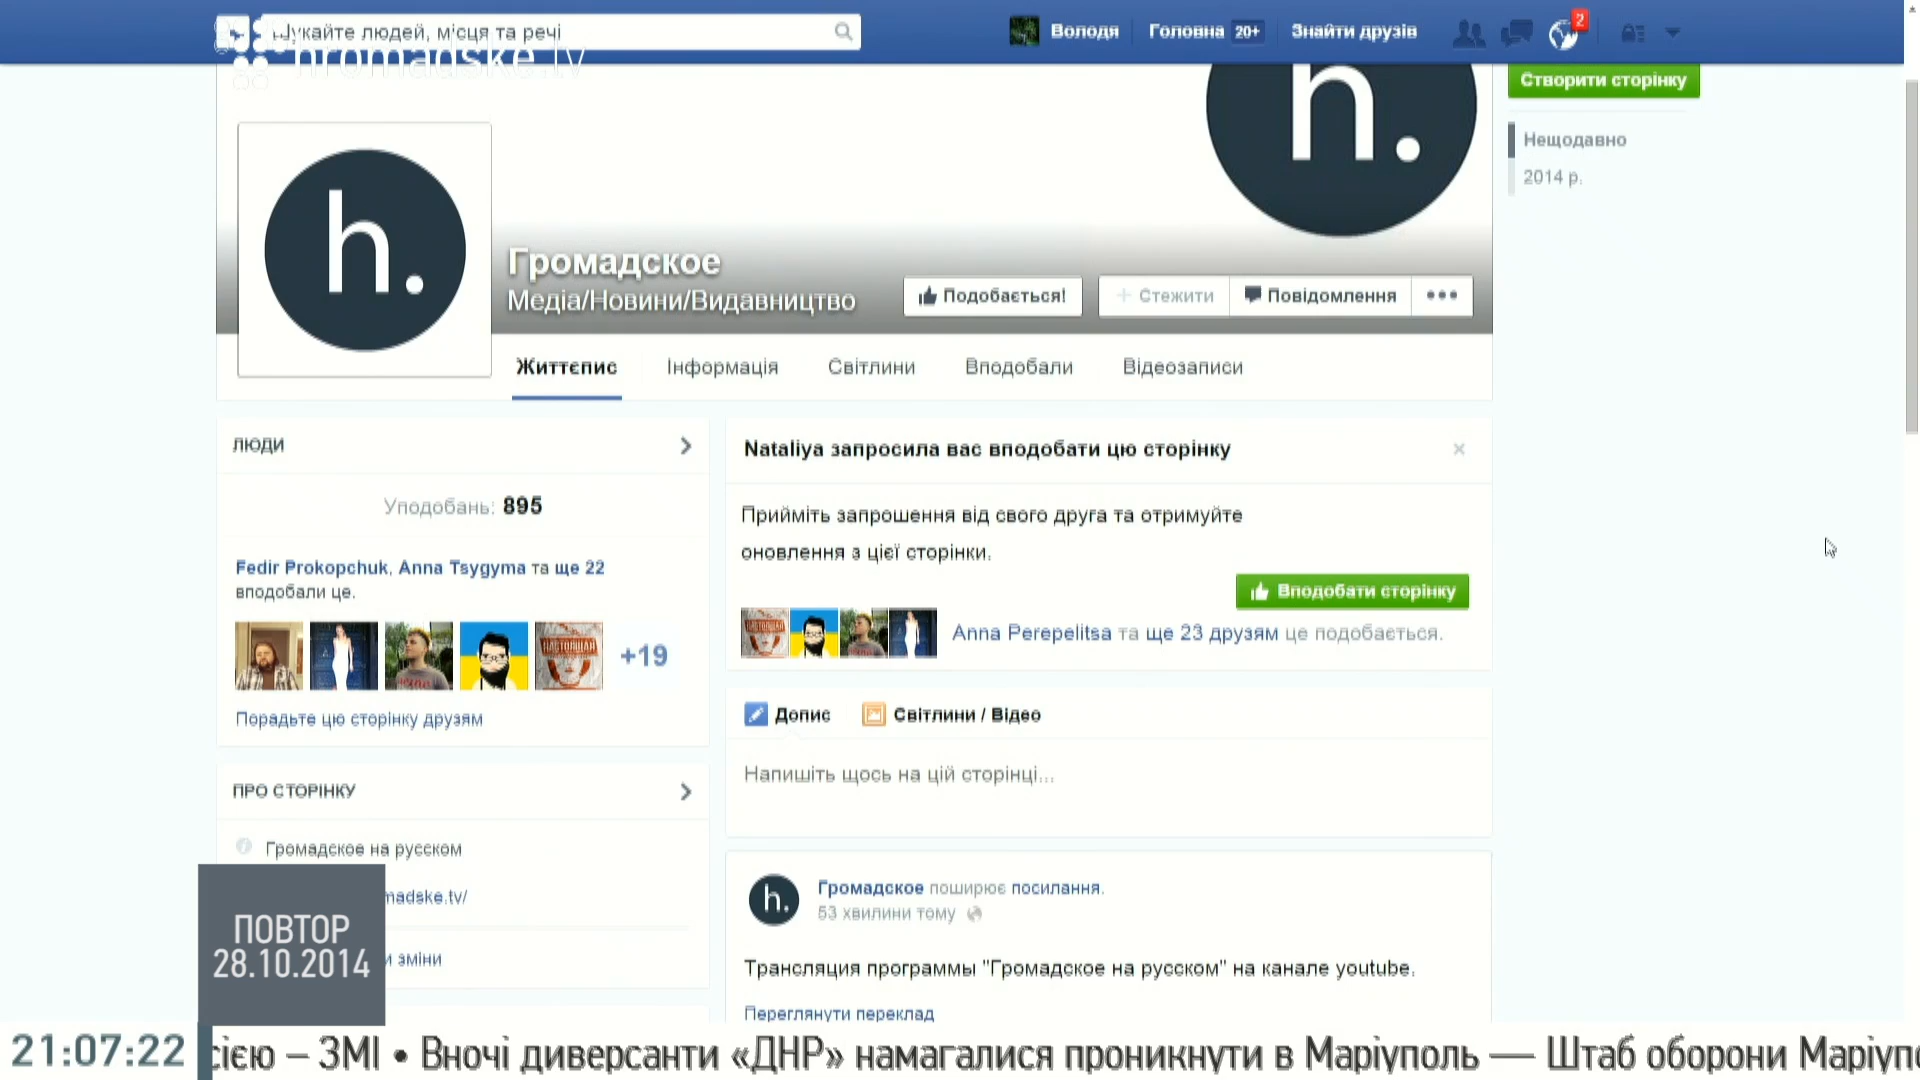 Шукайте людей, місця та речі
hromadske.tv
Володя
Головна 20+
Знайти друзів
2
Створити сторінку
h.
Нещодавно
2014 р.
h.
Громадское
Медіа/Новини/Видавництво
Подобається!
+ Стежити
Повідомлення
Життєпис
Інформація
Світлини
Вподобали
Відеозаписи
ЛЮДИ
Уподобань: 895
Fedir Prokopchuk, Anna Tsygyma та ще 22
вподобали це.
НАСТОЯЩАЯ
+19
Порадьте цю сторінку друзям
Nataliya запросила вас вподобати цю сторінку
Прийміть запрошення від свого друга та отримуйте
оновлення з цієї сторінки.
Вподобати сторінку
Anna Perepelitsa та ще 23 друзям це подобається.
Допис
Світлини / Відео
Напишіть щось на цій сторінці...
ПРО СТОРІНКУ
Громадское на русском
madske.tv/
и зміни
h.
Громадское поширює посилання.
53 хвилини тому
Трансляция программы "Громадское на русском" на канале youtube.
Переглянути переклад
ПОВТОР
28.10.2014
21:07:22
сією – ЗМІ • Вночі диверсанти «ДНР» намагалися проникнути в Маріуполь — Штаб оборони Маріупо